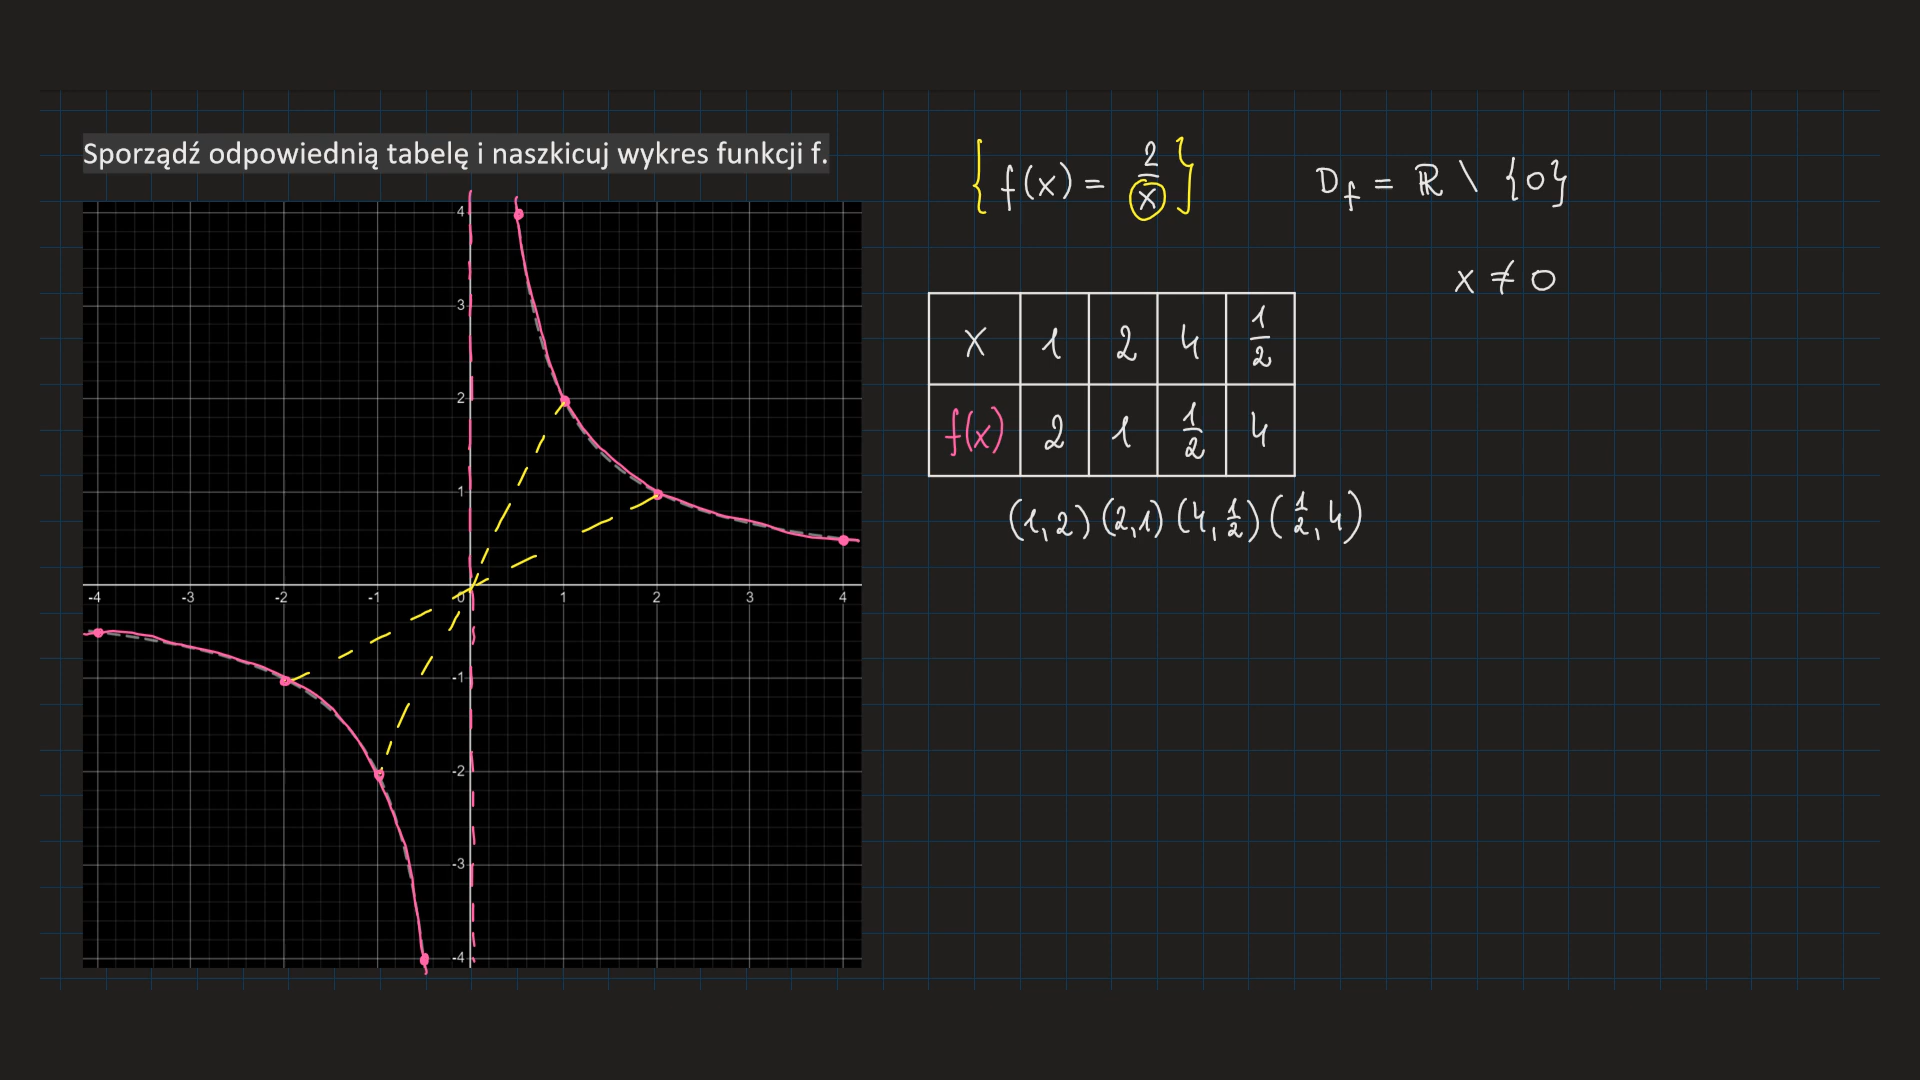 Sporządź odpowiednią tabelę i naszkicuj wykres funkcji f.
{ f(x) = 2/x }
D_f = ℝ \ {0}
x ≠ 0
x 1 2 4 1/2
f(x) 2 1 1/2 4
(1,2) (2,1) (4,1/2) (1/2,4)
4
3
2
1
-4 -3 -2 -1 0 1 2 3 4
-1
-2
-3
-4